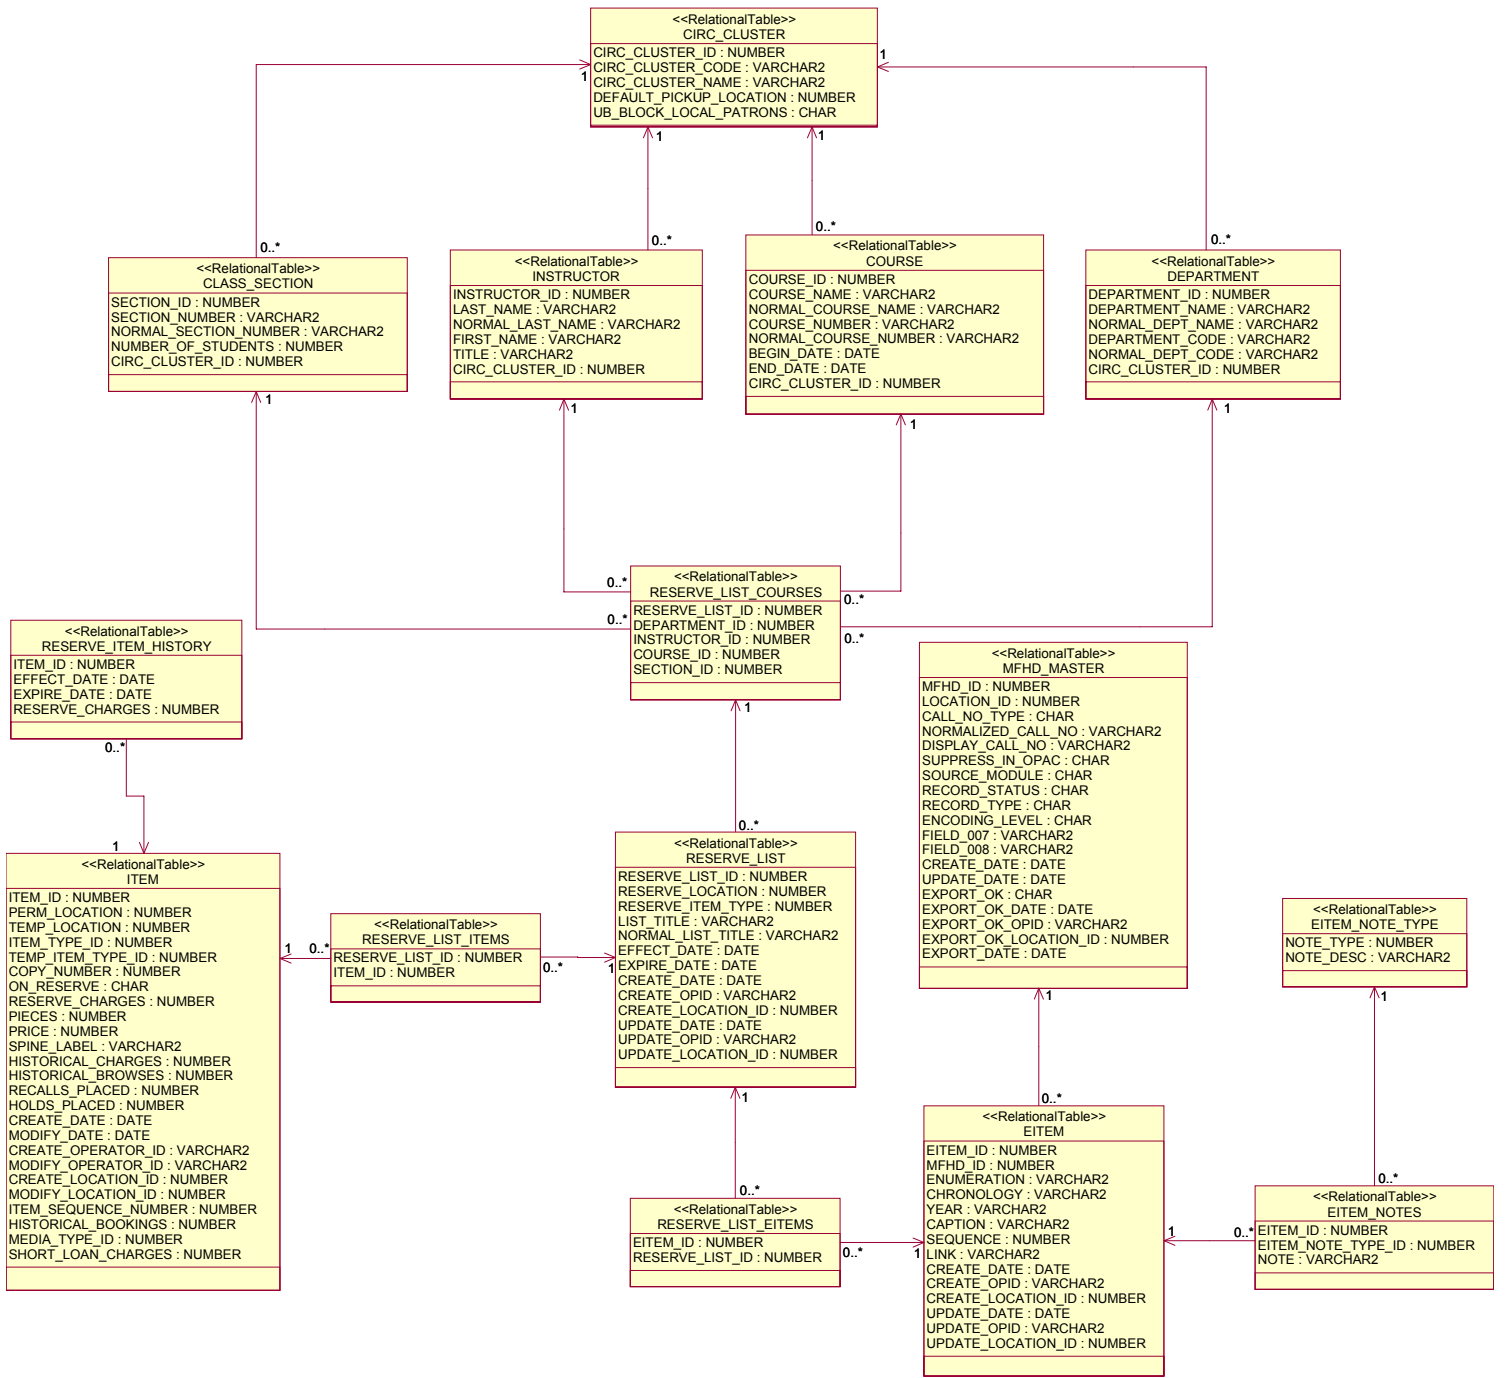 <<RelationalTable>>
CIRC_CLUSTER
CIRC_CLUSTER_ID : NUMBER
CIRC_CLUSTER_CODE : VARCHAR2
CIRC_CLUSTER_NAME : VARCHAR2
DEFAULT_PICKUP_LOCATION : NUMBER
UB_BLOCK_LOCAL_PATRONS : CHAR
1
1
1
1
0..*
0..*
0..*
0..*
<<RelationalTable>>
CLASS_SECTION
SECTION_ID : NUMBER
SECTION_NUMBER : VARCHAR2
NORMAL_SECTION_NUMBER : VARCHAR2
NUMBER_OF_STUDENTS : NUMBER
CIRC_CLUSTER_ID : NUMBER
1
<<RelationalTable>>
INSTRUCTOR
INSTRUCTOR_ID : NUMBER
LAST_NAME : VARCHAR2
NORMAL_LAST_NAME : VARCHAR2
FIRST_NAME : VARCHAR2
TITLE : VARCHAR2
CIRC_CLUSTER_ID : NUMBER
1
<<RelationalTable>>
COURSE
COURSE_ID : NUMBER
COURSE_NAME : VARCHAR2
NORMAL_COURSE_NAME : VARCHAR2
COURSE_NUMBER : VARCHAR2
NORMAL_COURSE_NUMBER : VARCHAR2
BEGIN_DATE : DATE
END_DATE : DATE
CIRC_CLUSTER_ID : NUMBER
1
<<RelationalTable>>
DEPARTMENT
DEPARTMENT_ID : NUMBER
DEPARTMENT_NAME : VARCHAR2
NORMAL_DEPT_NAME : VARCHAR2
DEPARTMENT_CODE : VARCHAR2
NORMAL_DEPT_CODE : VARCHAR2
CIRC_CLUSTER_ID : NUMBER
1
0..*
0..*
0..*
0..*
<<RelationalTable>>
RESERVE_LIST_COURSES
RESERVE_LIST_ID : NUMBER
DEPARTMENT_ID : NUMBER
INSTRUCTOR_ID : NUMBER
COURSE_ID : NUMBER
SECTION_ID : NUMBER
1
<<RelationalTable>>
RESERVE_ITEM_HISTORY
ITEM_ID : NUMBER
EFFECT_DATE : DATE
EXPIRE_DATE : DATE
RESERVE_CHARGES : NUMBER
0..*
<<RelationalTable>>
MFHD_MASTER
MFHD_ID : NUMBER
LOCATION_ID : NUMBER
CALL_NO_TYPE : CHAR
NORMALIZED_CALL_NO : VARCHAR2
DISPLAY_CALL_NO : VARCHAR2
SUPPRESS_IN_OPAC : CHAR
SOURCE_MODULE : CHAR
RECORD_STATUS : CHAR
RECORD_TYPE : CHAR
ENCODING_LEVEL : CHAR
FIELD_007 : VARCHAR2
FIELD_008 : VARCHAR2
CREATE_DATE : DATE
UPDATE_DATE : DATE
EXPORT_OK : CHAR
EXPORT_OK_DATE : DATE
EXPORT_OK_OPID : VARCHAR2
EXPORT_OK_LOCATION_ID : NUMBER
EXPORT_DATE : DATE
1
1
<<RelationalTable>>
ITEM
ITEM_ID : NUMBER
PERM_LOCATION : NUMBER
TEMP_LOCATION : NUMBER
ITEM_TYPE_ID : NUMBER
TEMP_ITEM_TYPE_ID : NUMBER
COPY_NUMBER : NUMBER
ON_RESERVE : CHAR
RESERVE_CHARGES : NUMBER
PIECES : NUMBER
PRICE : NUMBER
SPINE_LABEL : VARCHAR2
HISTORICAL_CHARGES : NUMBER
HISTORICAL_BROWSES : NUMBER
RECALLS_PLACED : NUMBER
HOLDS_PLACED : NUMBER
CREATE_DATE : DATE
MODIFY_DATE : DATE
CREATE_OPERATOR_ID : VARCHAR2
MODIFY_OPERATOR_ID : VARCHAR2
CREATE_LOCATION_ID : NUMBER
MODIFY_LOCATION_ID : NUMBER
ITEM_SEQUENCE_NUMBER : NUMBER
HISTORICAL_BOOKINGS : NUMBER
MEDIA_TYPE_ID : NUMBER
SHORT_LOAN_CHARGES : NUMBER
1
0..*
<<RelationalTable>>
RESERVE_LIST_ITEMS
RESERVE_LIST_ID : NUMBER
ITEM_ID : NUMBER
0..*
1
0..*
<<RelationalTable>>
RESERVE_LIST
RESERVE_LIST_ID : NUMBER
RESERVE_LOCATION : NUMBER
RESERVE_ITEM_TYPE : NUMBER
LIST_TITLE : VARCHAR2
NORMAL_LIST_TITLE : VARCHAR2
EFFECT_DATE : DATE
EXPIRE_DATE : DATE
CREATE_DATE : DATE
CREATE_OPID : VARCHAR2
CREATE_LOCATION_ID : NUMBER
UPDATE_DATE : DATE
UPDATE_OPID : VARCHAR2
UPDATE_LOCATION_ID : NUMBER
1
<<RelationalTable>>
EITEM_NOTE_TYPE
NOTE_TYPE : NUMBER
NOTE_DESC : VARCHAR2
1
0..*
<<RelationalTable>>
RESERVE_LIST_EITEMS
EITEM_ID : NUMBER
RESERVE_LIST_ID : NUMBER
0..*
1
0..*
<<RelationalTable>>
EITEM
EITEM_ID : NUMBER
MFHD_ID : NUMBER
ENUMERATION : VARCHAR2
CHRONOLOGY : VARCHAR2
YEAR : VARCHAR2
CAPTION : VARCHAR2
SEQUENCE : NUMBER
LINK : VARCHAR2
CREATE_DATE : DATE
CREATE_OPID : VARCHAR2
CREATE_LOCATION_ID : NUMBER
UPDATE_DATE : DATE
UPDATE_OPID : VARCHAR2
UPDATE_LOCATION_ID : NUMBER
1
0..*
0..*
<<RelationalTable>>
EITEM_NOTES
EITEM_ID : NUMBER
EITEM_NOTE_TYPE_ID : NUMBER
NOTE : VARCHAR2